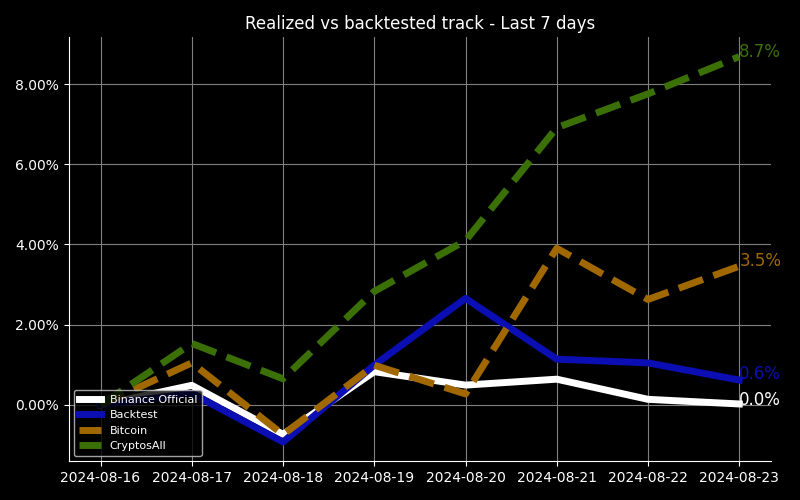 Realized vs backtested track - Last 7 days
8.7%
8.00%
6.00%
4.00%
3.5%
2.00%
0.6%
0.0%
0.00%
Binance Official
Backtest
Bitcoin
CryptosAll
2024-08-16 2024-08-17 2024-08-18 2024-08-19 2024-08-20 2024-08-21 2024-08-22 2024-08-23